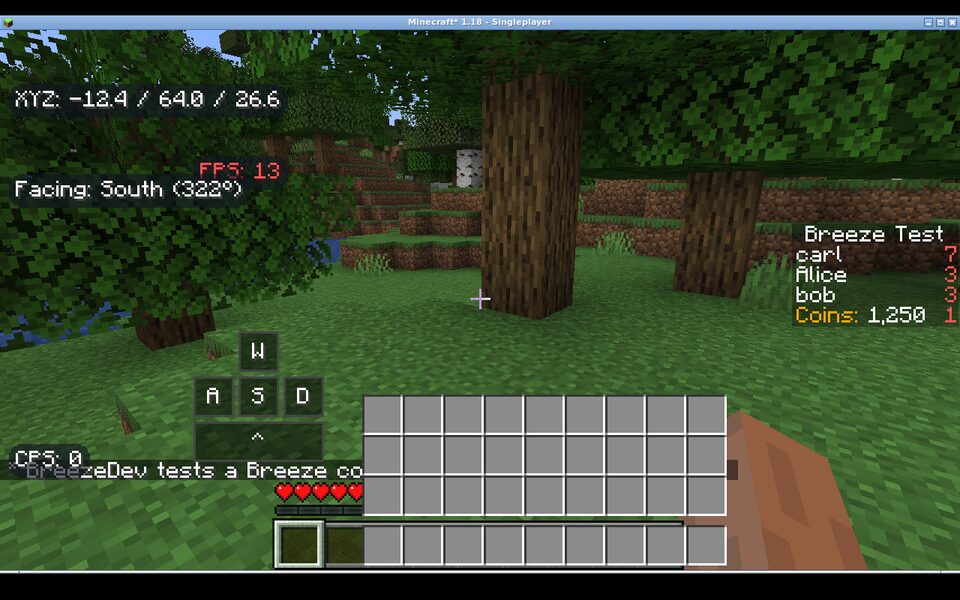 Minecraft* 1.18 - Singleplayer
XYZ: -12.4 / 64.0 / 26.6
FPS: 13
Facing: South (322°)
Breeze Test
carl 7
Alice 3
bob 3
Coins: 1,250 1
W
A S D
^
CPS: 0
* BreezeDev tests a Breeze co